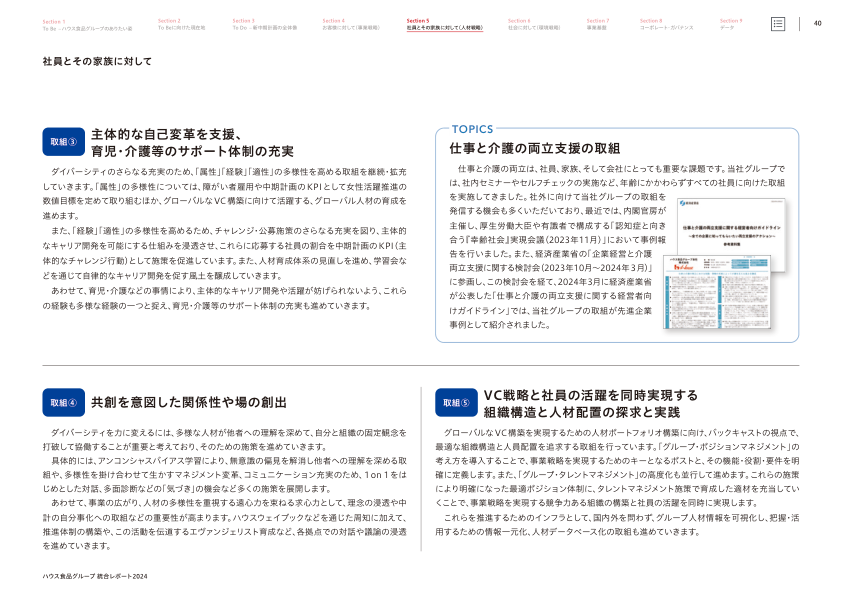 Section 1
To Be －ハウス食品グループのありたい姿
Section 2
To Beに向けた現在地
Section 3
To Do －新中期計画の全体像
Section 4
お客様に対して(事業戦略)
Section 5
社員とその家族に対して(人材戦略)
Section 6
社会に対して(環境戦略)
Section 7
事業基盤
Section 8
コーポレート・ガバナンス
Section 9
データ
40
社員とその家族に対して
取組③
主体的な自己変革を支援、
育児・介護等のサポート体制の充実
ダイバーシティのさらなる充実のため、「属性」「経験」「適性」の多様性を高める取組を継続・拡充
していきます。「属性」の多様性については、障がい者雇用や中期計画のKPIとして女性活躍推進の
数値目標を定めて取り組むほか、グローバルなVC構築に向けて活躍する、グローバル人材の育成を
進めます。
また、「経験」「適性」の多様性を高めるため、チャレンジ・公募施策のさらなる充実を図り、主体的
なキャリア開発を可能にする仕組みを浸透させ、これらに応募する社員の割合を中期計画のKPI(主
体的なチャレンジ行動)として施策を促進しています。また、人材育成体系の見直しを進め、学習会な
どを通じて自律的なキャリア開発を促す風土を醸成していきます。
あわせて、育児・介護などの事情により、主体的なキャリア開発や活躍が妨げられないよう、これら
の経験も多様な経験の一つと捉え、育児・介護等のサポート体制の充実も進めていきます。
TOPICS
仕事と介護の両立支援の取組
仕事と介護の両立は、社員、家族、そして会社にとっても重要な課題です。当社グループで
は、社内セミナーやセルフチェックの実施など、年齢にかかわらずすべての社員に向けた取組
を実施してきました。社外に向けて当社グループの取組を
発信する機会も多くいただいており、最近では、内閣官房が
主催し、厚生労働大臣や有識者で構成する「認知症と向き
合う「幸齢社会」実現会議(2023年11月)」において事例報
告を行いました。また、経済産業省の「企業経営と介護
両立支援に関する検討会(2023年10月～2024年3月)」
に参画し、この検討会を経て、2024年3月に経済産業省
が公表した「仕事と介護の両立支援に関する経営者向
けガイドライン」では、当社グループの取組が先進企業
事例として紹介されました。
経済産業省
仕事と介護の両立支援に関する経営者向けガイドライン
参考資料集
取組④
共創を意図した関係性や場の創出
ダイバーシティを力に変えるには、多様な人材が他者への理解を深めて、自分と組織の固定観念を
打破して協働することが重要と考えており、そのための施策を進めていきます。
具体的には、アンコンシャスバイアス学習により、無意識の偏見を解消し他者への理解を深める取
組や、多様性を掛け合わせて生かすマネジメント変革、コミュニケーション充実のため、1on1をは
じめとした対話、多面診断などの「気づき」の機会など多くの施策を展開します。
あわせて、事業の広がり、人材の多様性を重視する遠心力を束ねる求心力として、理念の浸透や中
計の自分事化への取組などの重要性が高まります。ハウスウェイブックなどを通じた周知に加えて、
推進体制の構築や、この活動を伝道するエヴァンジェリスト育成など、各拠点での対話や議論の浸透
を進めていきます。
取組⑤
VC戦略と社員の活躍を同時実現する
組織構造と人材配置の探求と実践
グローバルなVC構築を実現するための人材ポートフォリオ構築に向け、バックキャストの視点で、
最適な組織構造と人員配置を追求する取組を行っています。「グループ・ポジションマネジメント」の
考え方を導入することで、事業戦略を実現するためのキーとなるポストと、その機能・役割・要件を明
確に定義します。また、「グループ・タレントマネジメント」の高度化も並行して進めます。これらの施策
により明確になった最適ポジション体制に、タレントマネジメント施策で育成した適材を充当してい
くことで、事業戦略を実現する競争力ある組織の構築と社員の活躍を同時に実現します。
これらを推進するためのインフラとして、国内外を問わず、グループ人材情報を可視化し、把握・活
用するための情報一元化、人材データベース化の取組も進めていきます。
ハウス食品グループ 統合レポート2024